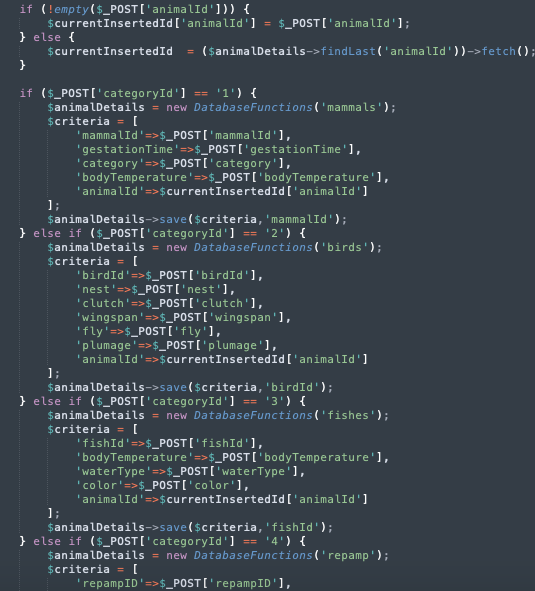 if (!empty($_POST['animalId'])) {
$currentInsertedId['animalId'] = $_POST['animalId'];
} else {
$currentInsertedId  = ($animalDetails->findLast('animalId'))->fetch();
}
if ($_POST['categoryId'] == '1') {
$animalDetails = new DatabaseFunctions('mammals');
$criteria = [
'mammalId'=>$_POST['mammalId'],
'gestationTime'=>$_POST['gestationTime'],
'category'=>$_POST['category'],
'bodyTemperature'=>$_POST['bodyTemperature'],
'animalId'=>$currentInsertedId['animalId']
];
$animalDetails->save($criteria,'mammalId');
} else if ($_POST['categoryId'] == '2') {
$animalDetails = new DatabaseFunctions('birds');
$criteria = [
'birdId'=>$_POST['birdId'],
'nest'=>$_POST['nest'],
'clutch'=>$_POST['clutch'],
'wingspan'=>$_POST['wingspan'],
'fly'=>$_POST['fly'],
'plumage'=>$_POST['plumage'],
'animalId'=>$currentInsertedId['animalId']
];
$animalDetails->save($criteria,'birdId');
} else if ($_POST['categoryId'] == '3') {
$animalDetails = new DatabaseFunctions('fishes');
$criteria = [
'fishId'=>$_POST['fishId'],
'bodyTemperature'=>$_POST['bodyTemperature'],
'waterType'=>$_POST['waterType'],
'color'=>$_POST['color'],
'animalId'=>$currentInsertedId['animalId']
];
$animalDetails->save($criteria,'fishId');
} else if ($_POST['categoryId'] == '4') {
$animalDetails = new DatabaseFunctions('repamp');
$criteria = [
'repampID'=>$_POST['repampID'],